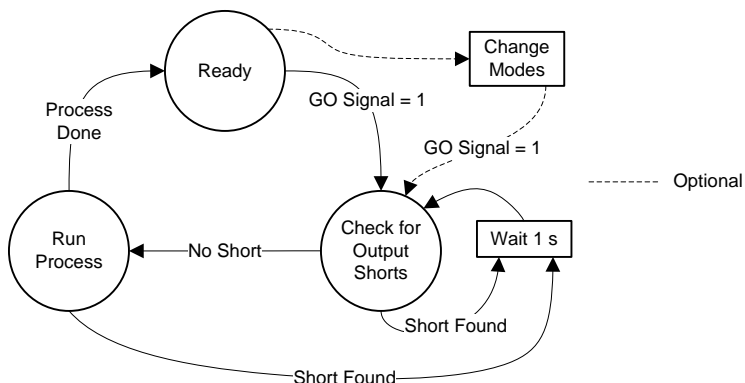 Ready
Change
Modes
GO Signal = 1
Process
Done
GO Signal = 1
Optional
Run
Process
No Short
Check for
Output
Shorts
Wait 1 s
Short Found
Short Found